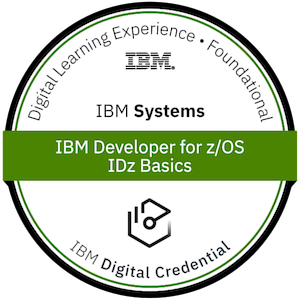 Digital Learning Experience • Foundational
IBM.
IBM Systems
IBM Developer for z/OS
IDz Basics
IBM Digital Credential